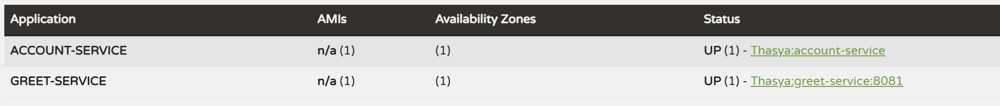 Application AMIs Availability Zones Status
ACCOUNT-SERVICE n/a (1) (1) UP (1) - Thasya:account-service
GREET-SERVICE n/a (1) (1) UP (1) - Thasya:greet-service:8081